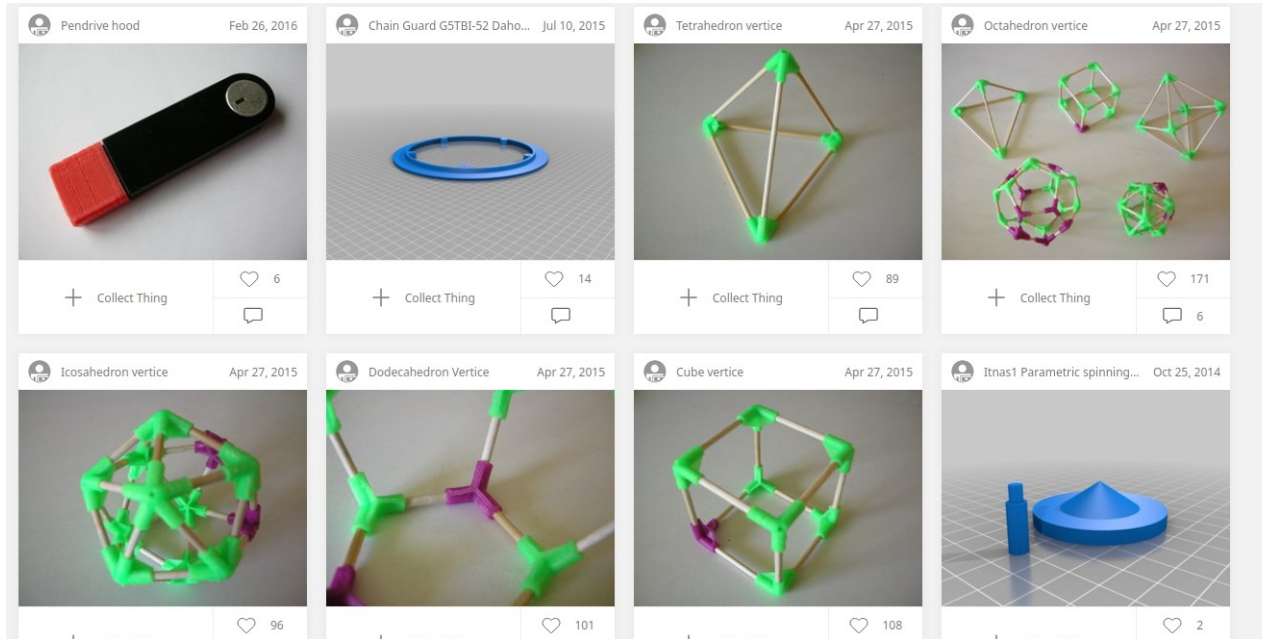 Pendrive hood Feb 26, 2016
Chain Guard G5TBI-52 Daho... Jul 10, 2015
Tetrahedron vertice Apr 27, 2015
Octahedron vertice Apr 27, 2015
+ Collect Thing 6
+ Collect Thing 14
+ Collect Thing 89
+ Collect Thing 171
6
Icosahedron vertice Apr 27, 2015
Dodecahedron Vertice Apr 27, 2015
Cube vertice Apr 27, 2015
Itnas1 Parametric spinning... Oct 25, 2014
96
101
108
2